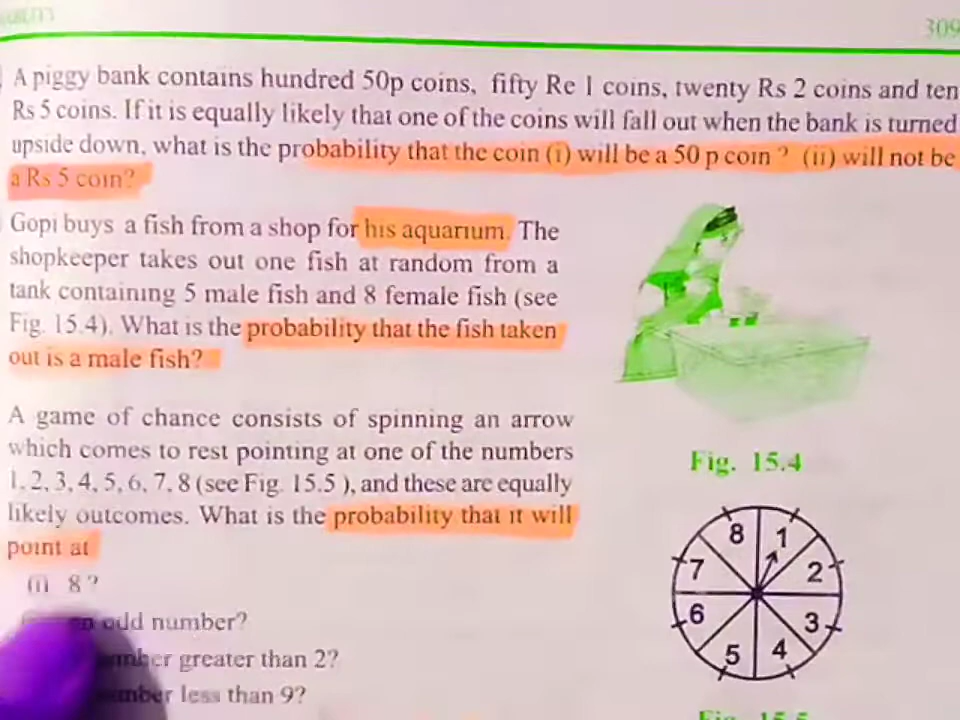 309
A piggy bank contains hundred 50p coins, fifty Re 1 coins, twenty Rs 2 coins and ten
Rs 5 coins. If it is equally likely that one of the coins will fall out when the bank is turned
upside down, what is the probability that the coin (i) will be a 50 p coin ? (ii) will not be
a Rs 5 coin?
Gopi buys a fish from a shop for his aquarium. The
shopkeeper takes out one fish at random from a
tank containing 5 male fish and 8 female fish (see
Fig. 15.4). What is the probability that the fish taken
out is a male fish?
Fig. 15.4
A game of chance consists of spinning an arrow
which comes to rest pointing at one of the numbers
1, 2, 3, 4, 5, 6, 7, 8 (see Fig. 15.5 ), and these are equally
likely outcomes. What is the probability that it will
point at
(i) 8 ?
odd number?
greater than 2?
less than 9?
8 1
7 2
6 3
5 4
Fig. 15.5